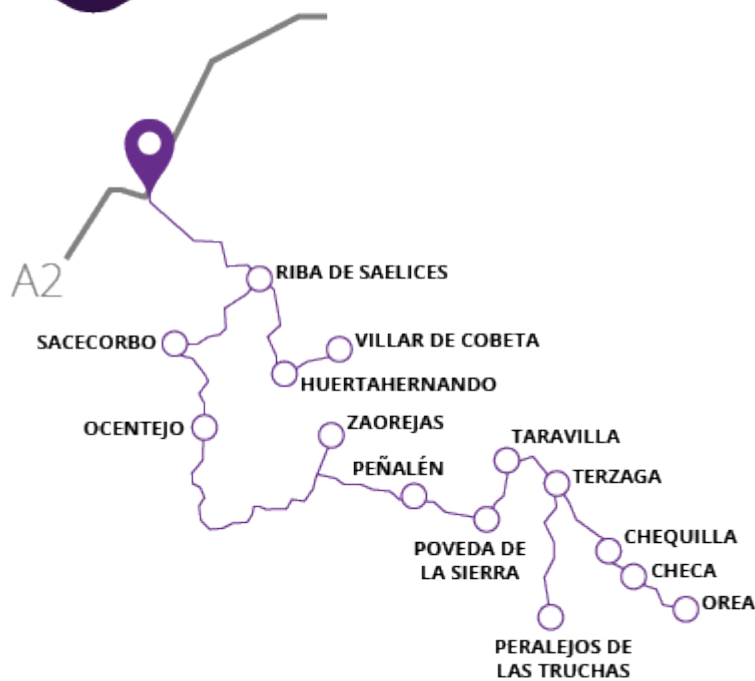 A2
RIBA DE SAELICES
SACECORBO
VILLAR DE COBETA
HUERTAHERNANDO
OCENTEJO
ZAOREJAS
TARAVILLA
PEÑALÉN
TERZAGA
POVEDA DE
LA SIERRA
CHEQUILLA
CHECA
OREA
PERALEJOS DE
LAS TRUCHAS